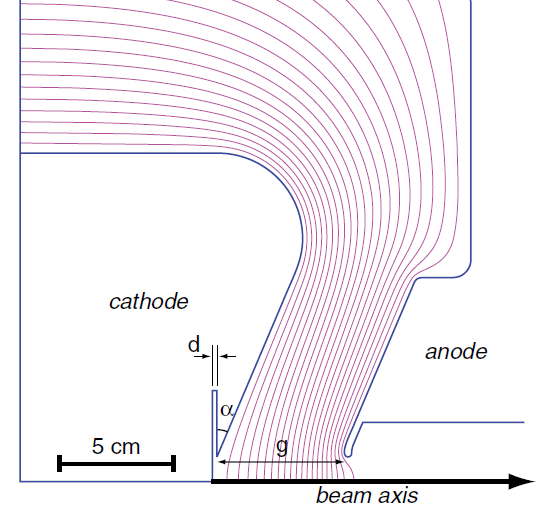 cathode
d
anode
α
5 cm
g
beam axis